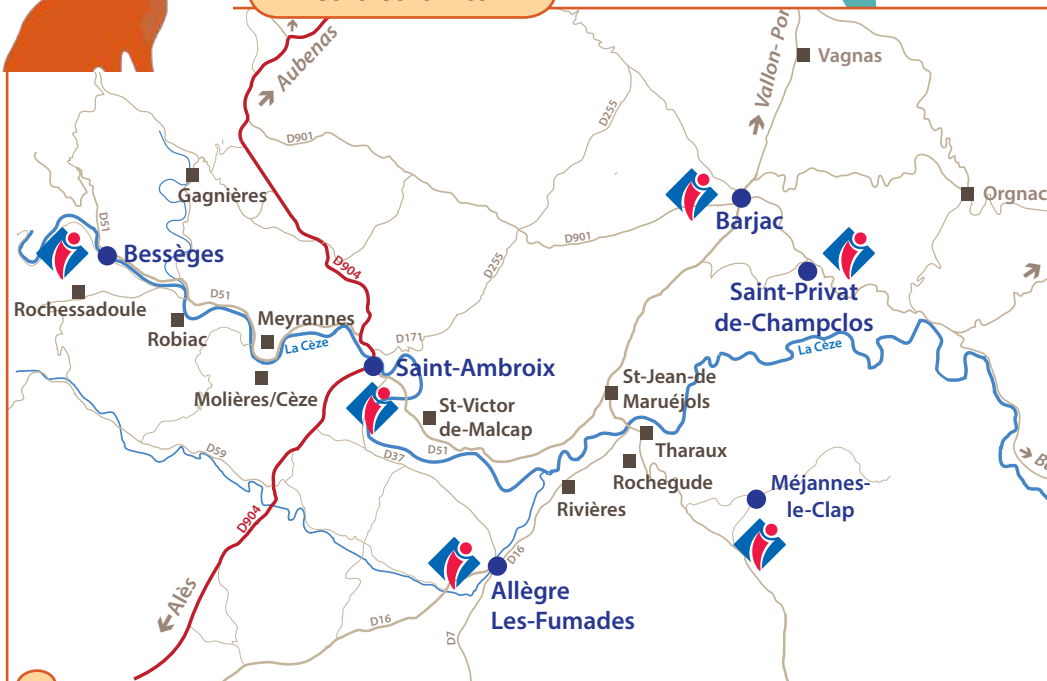 Aubenas
Vallon-Pon
Vagnas
D255
D901
Gagnières
Orgnac
D51
Barjac
D901
Bessèges
D904
D255
Saint-Privat
de-Champclos
Rochessadoule
D51
Robiac
Meyrannes
La Cèze
D171
La Cèze
Saint-Ambroix
Molières/Cèze
St-Jean-de
Maruéjols
St-Victor
de-Malcap
D59
D37
D51
Tharaux
Rochegude
Rivières
Méjannes-
le-Clap
D904
D16
Allègre
Les-Fumades
Alès
D16
D7